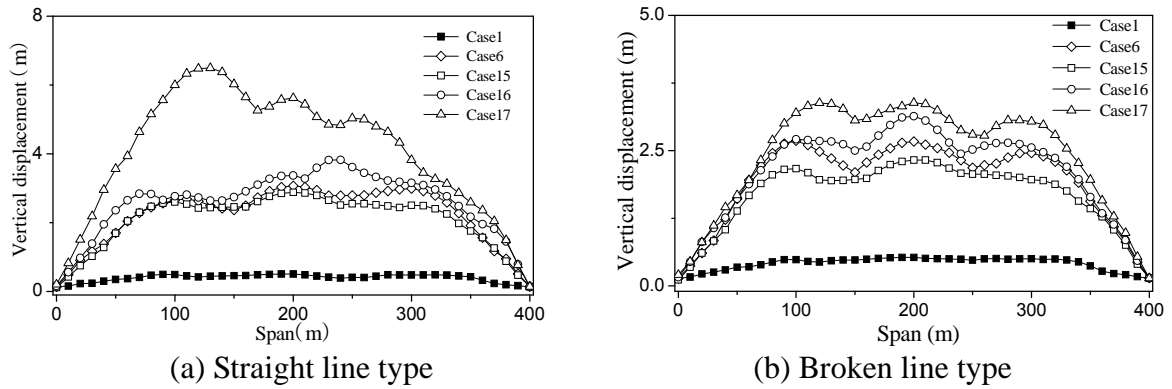 8
4
0
Vertical displacement (m)
Case1
Case6
Case15
Case16
Case17
0 100 200 300 400
Span(m)
(a) Straight line type
5.0
2.5
0.0
Vertical displacement (m)
Case1
Case6
Case15
Case16
Case17
0 100 200 300 400
Span (m)
(b) Broken line type